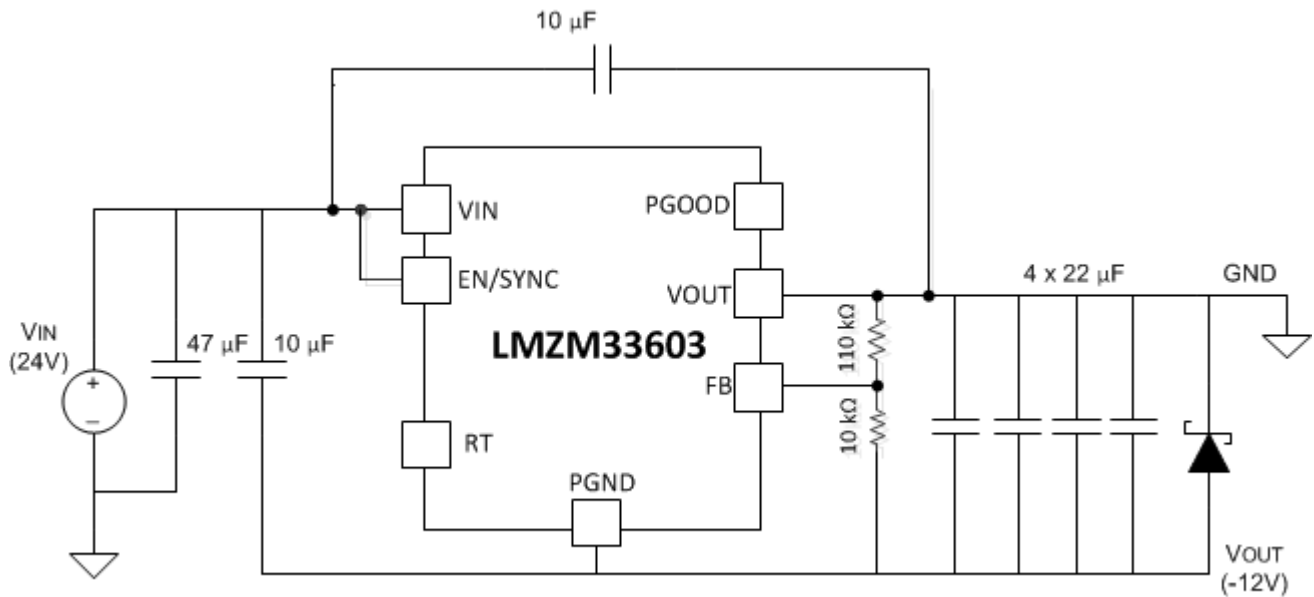 10 µF
VIN
PGOOD
EN/SYNC
VOUT
4 x 22 µF
GND
VIN
(24V)
47 µF
10 µF
LMZM33603
110 kΩ
FB
10 kΩ
RT
PGND
VOUT
(-12V)